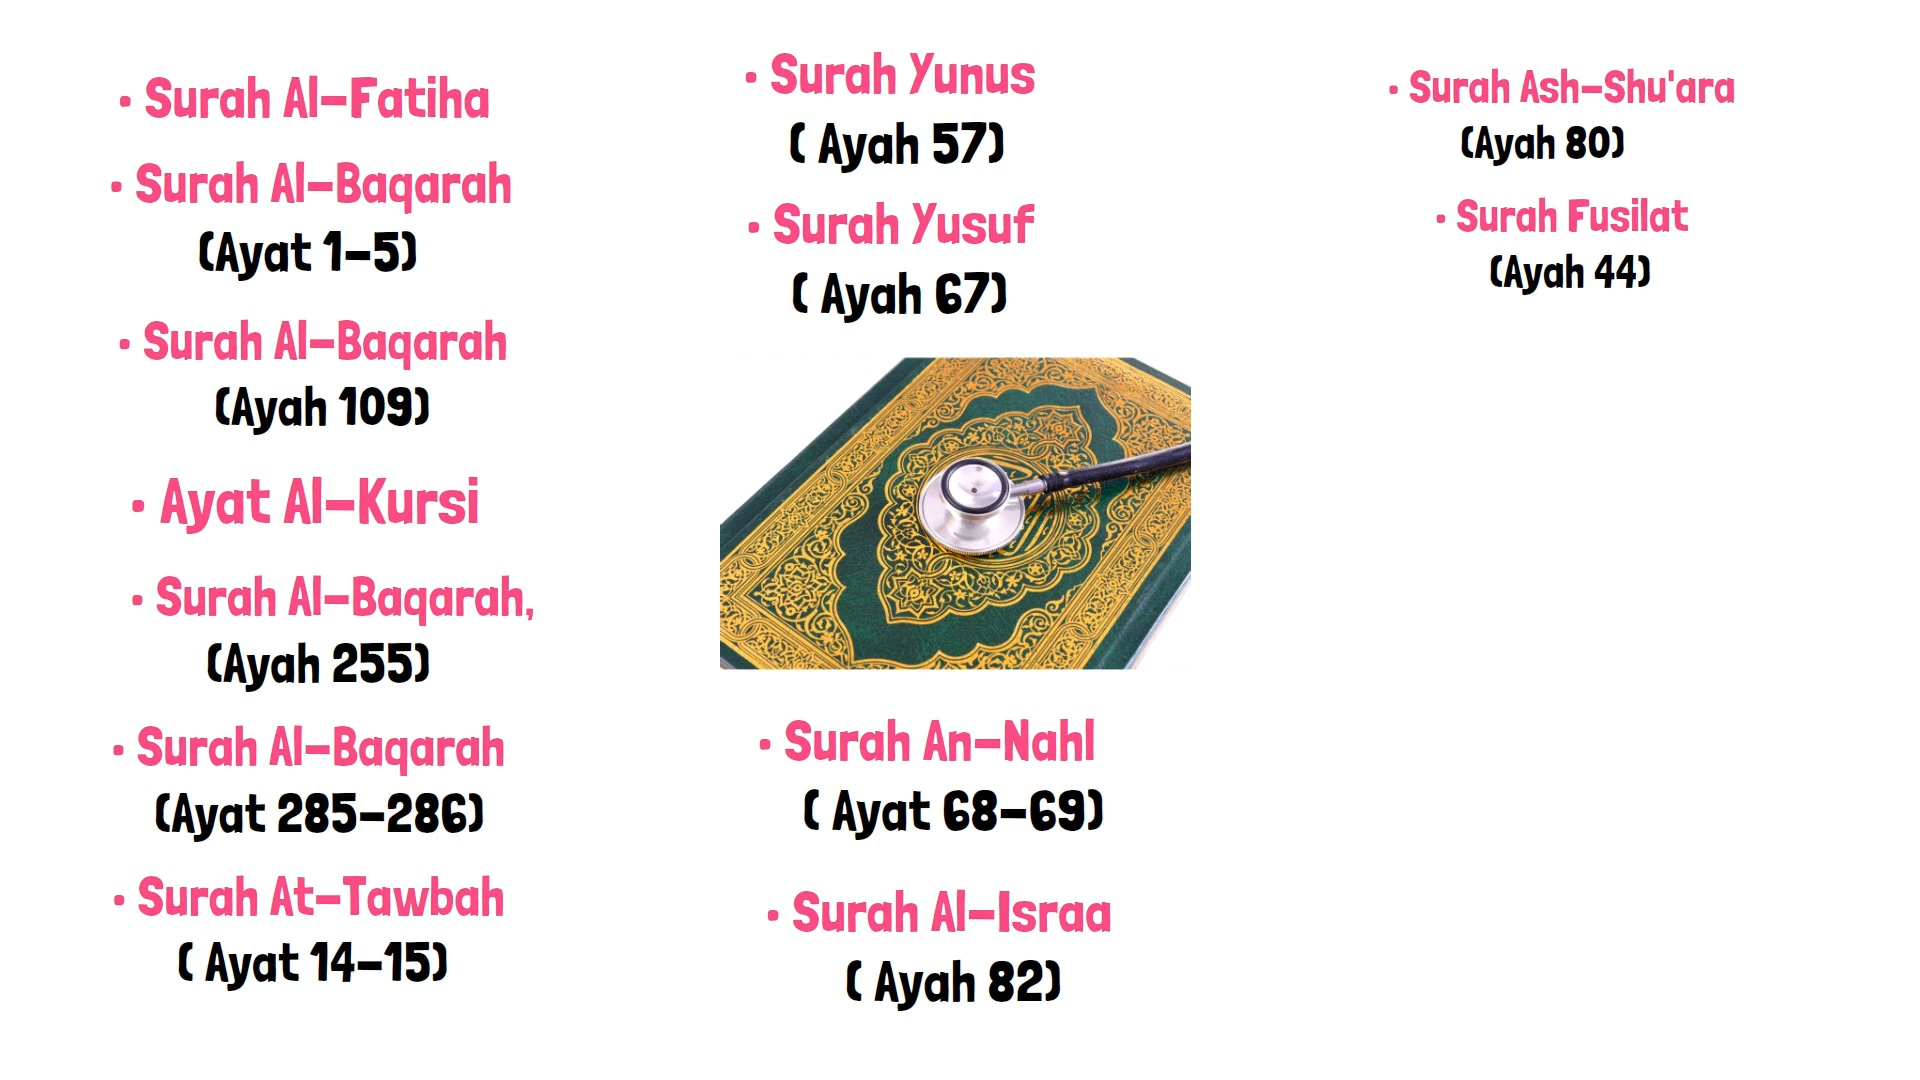 • Surah Al-Fatiha
• Surah Al-Baqarah
(Ayat 1-5)
• Surah Al-Baqarah
(Ayah 109)
• Ayat Al-Kursi
• Surah Al-Baqarah,
(Ayah 255)
• Surah Al-Baqarah
(Ayat 285-286)
• Surah At-Tawbah
( Ayat 14-15)
• Surah Yunus
( Ayah 57)
• Surah Yusuf
( Ayah 67)
• Surah An-Nahl
( Ayat 68-69)
• Surah Al-Israa
( Ayah 82)
• Surah Ash-Shu'ara
(Ayah 80)
• Surah Fusilat
(Ayah 44)